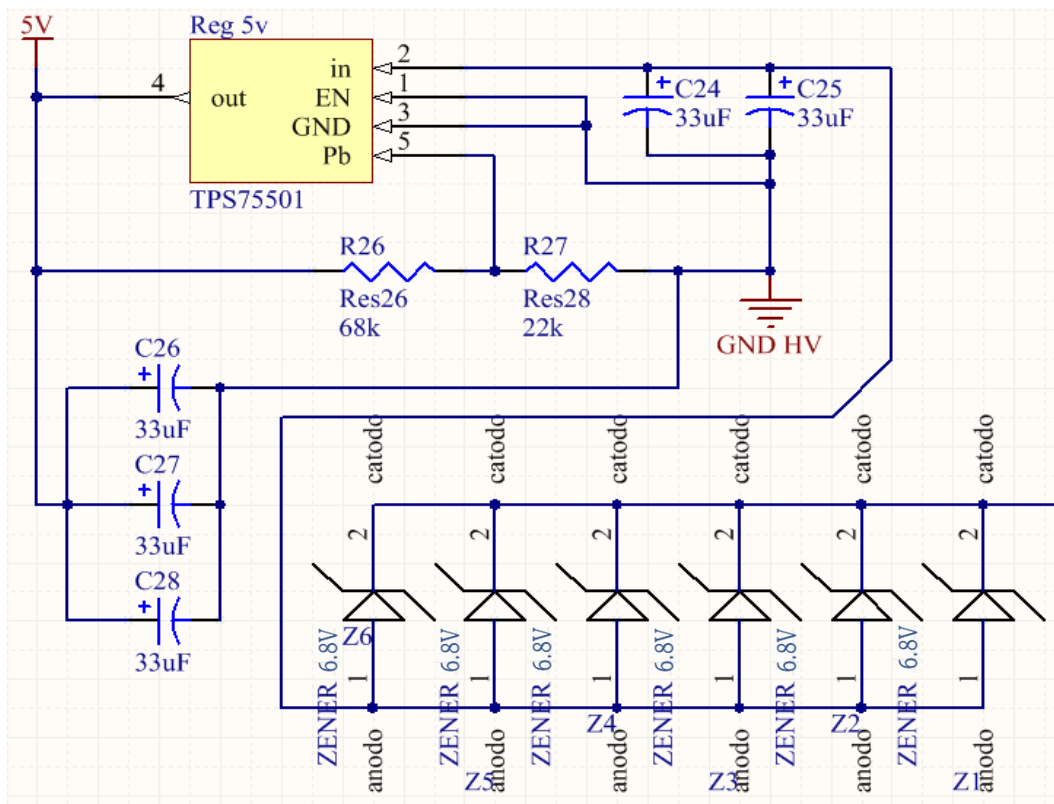 5V
Reg 5v
4
out
in
EN
GND
Pb
2
1
3
5
TPS75501
C24
33uF
C25
33uF
R26
Res26
68k
R27
Res28
22k
GND HV
C26
33uF
C27
33uF
C28
33uF
catodo
catodo
catodo
catodo
catodo
catodo
2
2
2
2
2
2
Z6
ZENER 6.8V
ZENER 6.8V
ZENER 6.8V
ZENER 6.8V
ZENER 6.8V
ZENER 6.8V
1
1
1
1
1
1
Z4
Z2
anodo
anodo
anodo
anodo
anodo
anodo
Z5
Z3
Z1